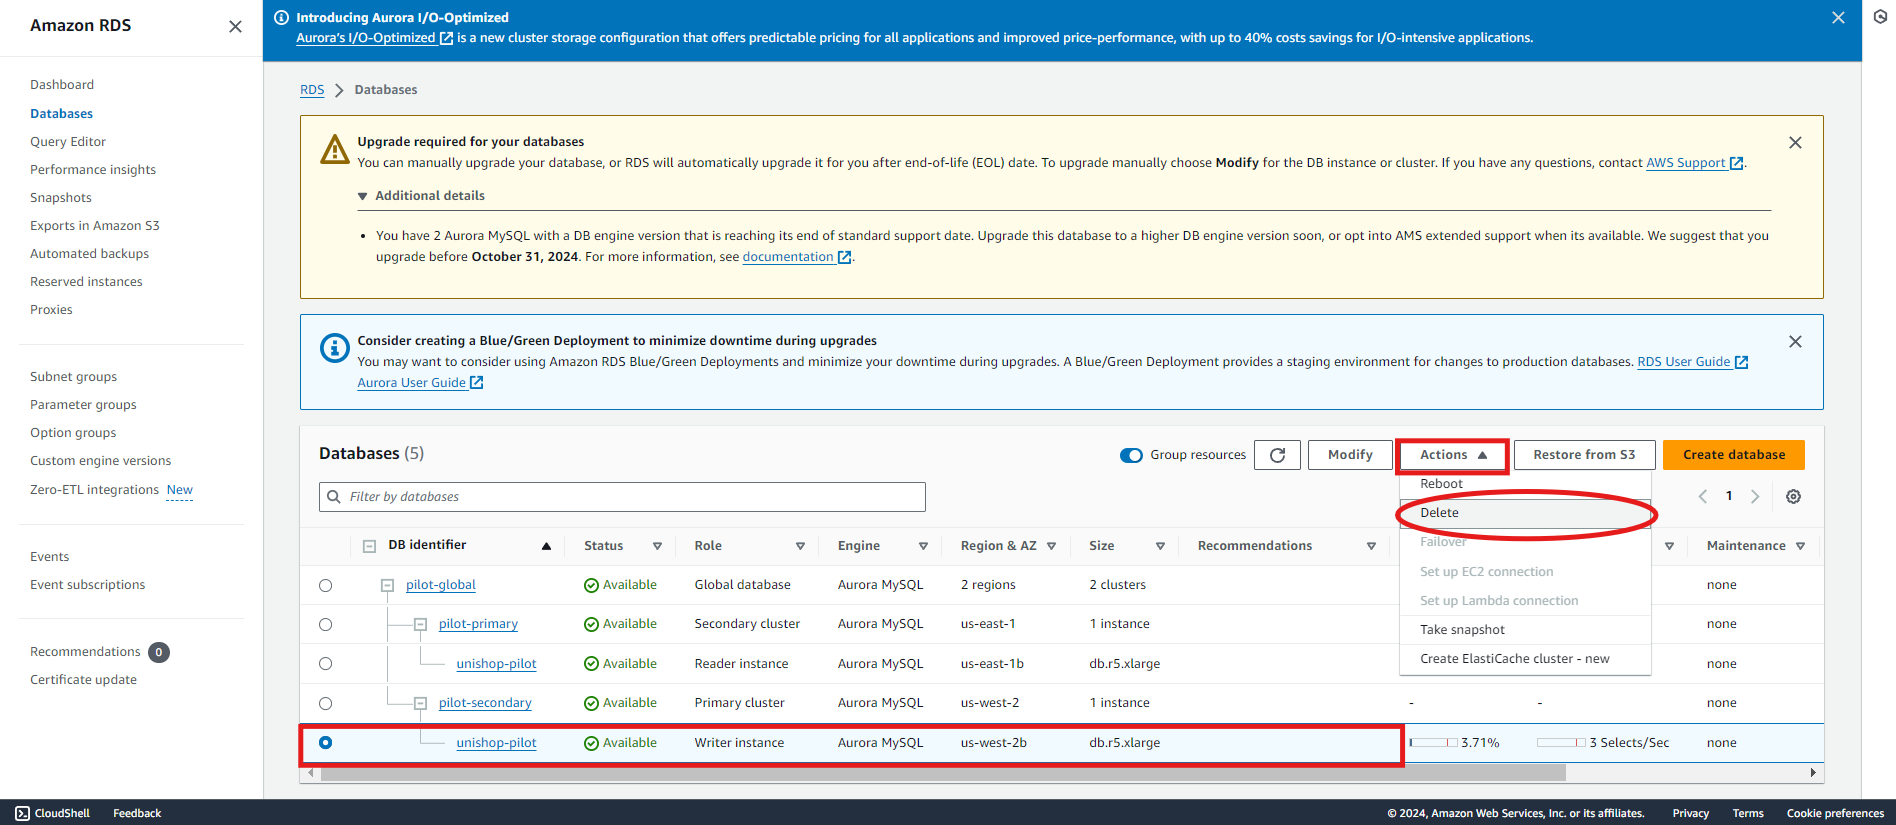 Amazon RDS
Dashboard
Databases
Query Editor
Performance insights
Snapshots
Exports in Amazon S3
Automated backups
Reserved instances
Proxies
Subnet groups
Parameter groups
Option groups
Custom engine versions
Zero-ETL integrations New
Events
Event subscriptions
Recommendations 0
Certificate update
Introducing Aurora I/O-Optimized
Aurora's I/O-Optimized is a new cluster storage configuration that offers predictable pricing for all applications and improved price-performance, with up to 40% costs savings for I/O-intensive applications.
RDS > Databases
Upgrade required for your databases
You can manually upgrade your database, or RDS will automatically upgrade it for you after end-of-life (EOL) date. To upgrade manually choose Modify for the DB instance or cluster. If you have any questions, contact AWS Support .
Additional details
• You have 2 Aurora MySQL with a DB engine version that is reaching its end of standard support date. Upgrade this database to a higher DB engine version soon, or opt into AMS extended support when its available. We suggest that you
upgrade before October 31, 2024. For more information, see documentation .
Consider creating a Blue/Green Deployment to minimize downtime during upgrades
You may want to consider using Amazon RDS Blue/Green Deployments and minimize your downtime during upgrades. A Blue/Green Deployment provides a staging environment for changes to production databases. RDS User Guide
Aurora User Guide
Databases (5) Group resources Modify Actions Restore from S3 Create database
Filter by databases 1
Reboot
Delete
Failover
Set up EC2 connection
Set up Lambda connection
Take snapshot
Create ElastiCache cluster - new
DB identifier Status Role Engine Region & AZ Size Recommendations Maintenance
pilot-global Available Global database Aurora MySQL 2 regions 2 clusters none
pilot-primary Available Secondary cluster Aurora MySQL us-east-1 1 instance none
unishop-pilot Available Reader instance Aurora MySQL us-east-1b db.r5.xlarge none
pilot-secondary Available Primary cluster Aurora MySQL us-west-2 1 instance - - none
unishop-pilot Available Writer instance Aurora MySQL us-west-2b db.r5.xlarge 3.71% 3 Selects/Sec none
CloudShell Feedback © 2024, Amazon Web Services, Inc. or its affiliates. Privacy Terms Cookie preferences